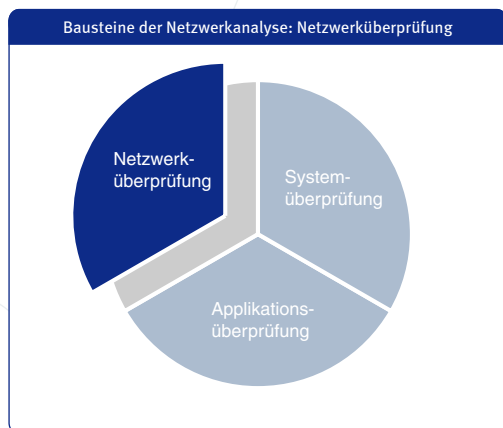 Bausteine der Netzwerkanalyse: Netzwerküberprüfung
Netzwerk-
überprüfung
System-
überprüfung
Applikations-
überprüfung